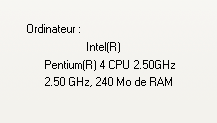 Ordinateur :
Intel(R)
Pentium(R) 4 CPU 2.50GHz
2.50 GHz, 240 Mo de RAM